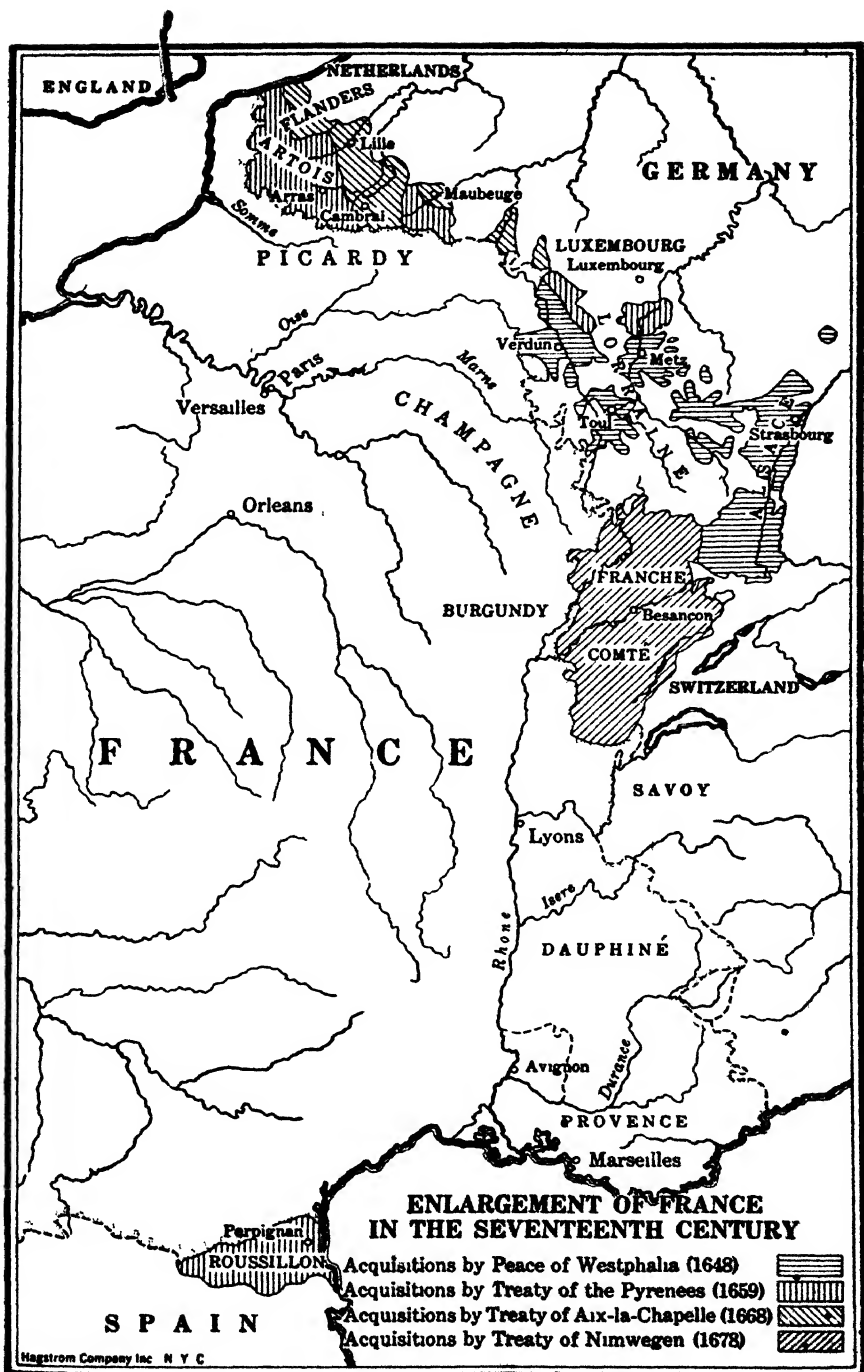 ENGLAND
NETHERLANDS
FLANDERS
Lille
ARTOIS
GERMANY
Arras
Cambrai
Maubeuge
Somme
PICARDY
LUXEMBOURG
Luxembourg
Oise
Verdun
LORRAINE
Metz
Paris
Marne
Versailles
CHAMPAGNE
Toul
Strasbourg
ALSACE
Orleans
FRANCHE
BURGUNDY
Besancon
COMTÉ
SWITZERLAND
FRANCE
SAVOY
Lyons
Isere
Rhone
DAUPHINÉ
Avignon
Durance
PROVENCE
Marseilles
Perpignan
ROUSSILLON
SPAIN
ENLARGEMENT OF FRANCE
IN THE SEVENTEENTH CENTURY
Acquisitions by Peace of Westphalia (1648)
Acquisitions by Treaty of the Pyrenees (1659)
Acquisitions by Treaty of Aix-la-Chapelle (1668)
Acquisitions by Treaty of Nimwegen (1678)
Hagstrom Company Inc N Y C